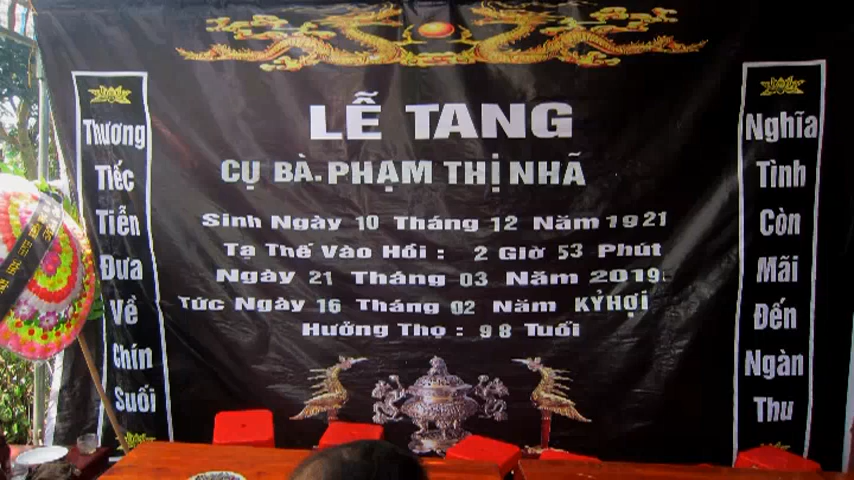 LỄ TANG
CỤ BÀ. PHẠM THỊ NHÃ
Sinh Ngày 10 Tháng 12 Năm 1921
Tạ Thế Vào Hồi : 2 Giờ 53 Phút
Ngày 21 Tháng 03 Năm 2019
Tức Ngày 16 Tháng 02 Năm KỶ HỢI
Hưởng Thọ : 98 Tuổi
Thương
Tiếc
Tiễn
Đưa
Về
Chín
Suối
Nghĩa
Tình
Còn
Mãi
Đến
Ngàn
Thu